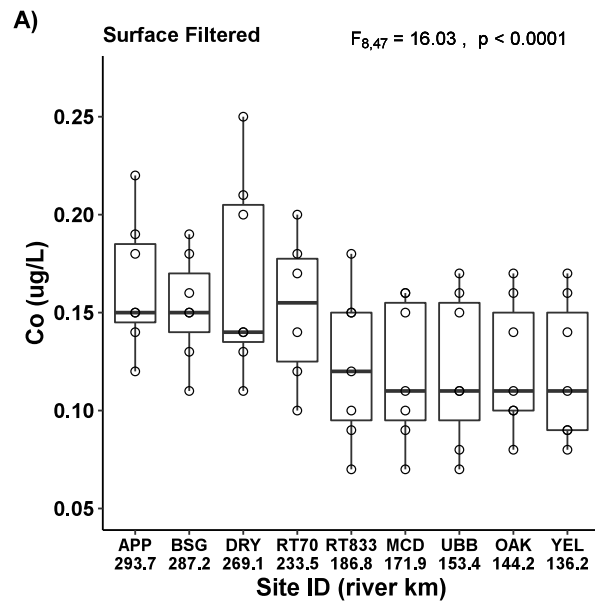 A)
Surface Filtered
F8,47 = 16.03 , p < 0.0001
Co (ug/L)
0.25
0.20
0.15
0.10
0.05
APP BSG DRY RT70 RT833 MCD UBB OAK YEL
293.7 287.2 269.1 233.5 186.8 171.9 153.4 144.2 136.2
Site ID (river km)